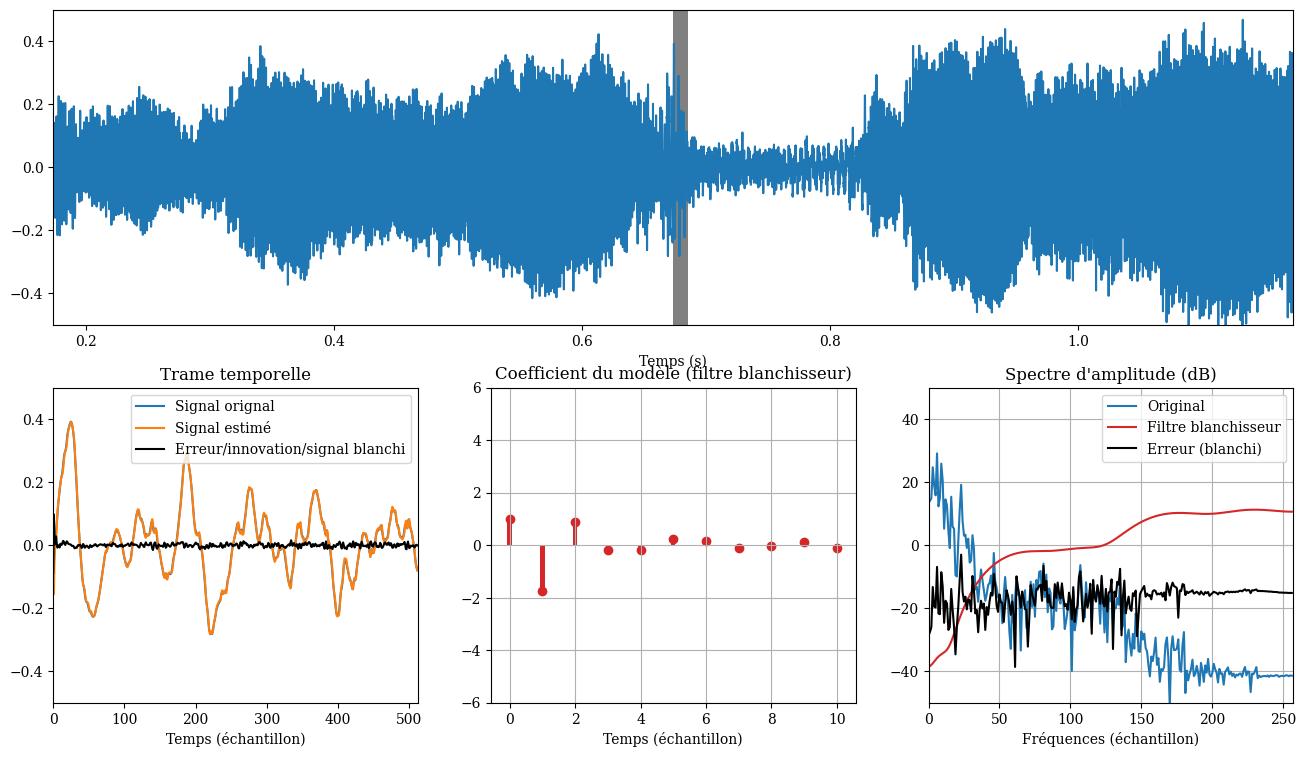 0.4
0.2
0.0
−0.2
−0.4
0.2 0.4 0.6 0.8 1.0
Temps (s)
Trame temporelle
Signal orignal
Signal estimé
Erreur/innovation/signal blanchi
0.4
0.2
0.0
−0.2
−0.4
0 100 200 300 400 500
Temps (échantillon)
Coefficient du modèle (filtre blanchisseur)
6
4
2
0
−2
−4
−6
0 2 4 6 8 10
Temps (échantillon)
Spectre d'amplitude (dB)
Original
Filtre blanchisseur
Erreur (blanchi)
40
20
0
−20
−40
0 50 100 150 200 250
Fréquences (échantillon)